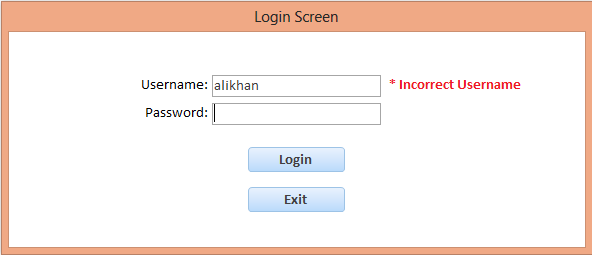 Login Screen
Username: alikhan * Incorrect Username
Password:
Login
Exit